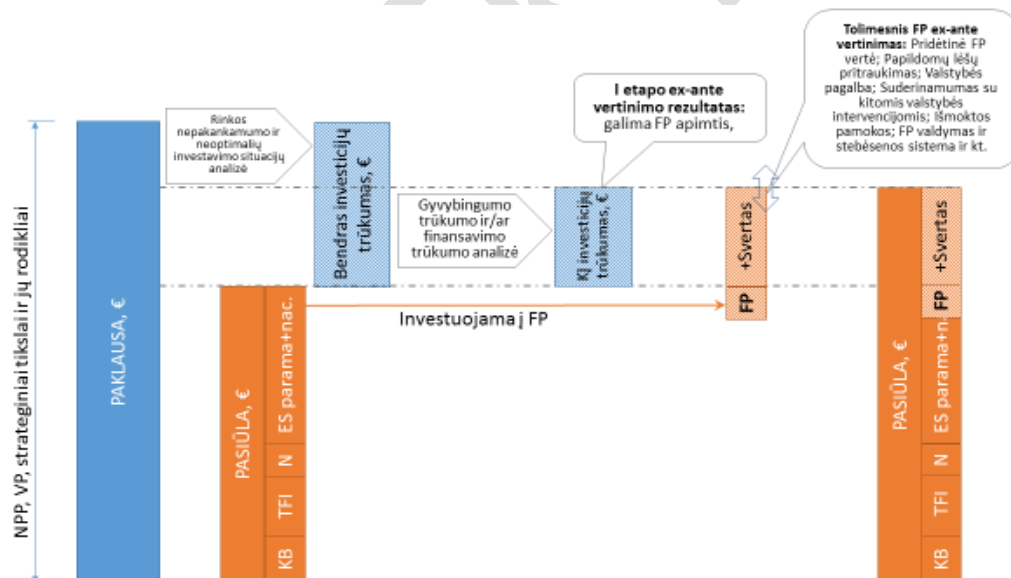 NPP, VP, strateginiai tikslai ir jų rodikliai
PAKLAUSA, €
Rinkos
nepakankamumo ir
neoptimalių
investavimo situacijų
analizė
Bendras investicijų
trūkumas, €
PASIŪLA, €
ES parama+nac.
N
TFI
KB
Gyvybingumo
trūkumo ir/ar
finansavimo
trūkumo analizė
Investuojama į FP
I etapo ex-ante
vertinimo rezultatas:
galima FP apimtis,
KĮ investicijų
trūkumas, €
+Svertas
FP
Tolimesnis FP ex-ante
vertinimas: Pridėtinė FP
vertė; Papildomų lėšų
pritraukimas; Valstybės
pagalba; Suderinamumas su
kitomis valstybės
intervencijomis; Išmoktos
pamokos; FP valdymo ir
stebėsenos sistema ir kt.
PASIŪLA, €
+Svertas
FP
ES parama+n
N
TFI
KB